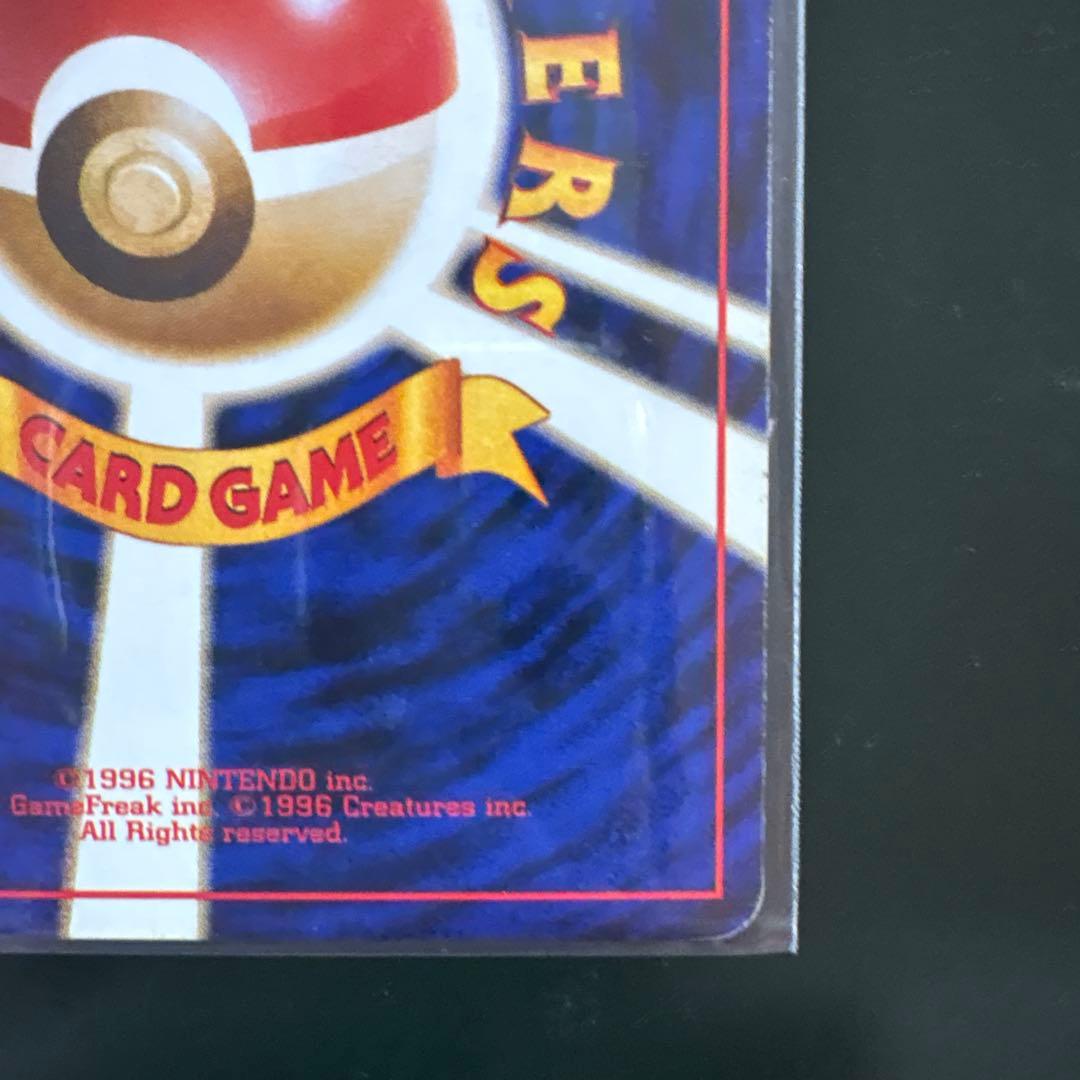 ERS
CARD GAME
©1996 NINTENDO inc.
GameFreak inc. ©1996 Creatures inc.
All Rights reserved.